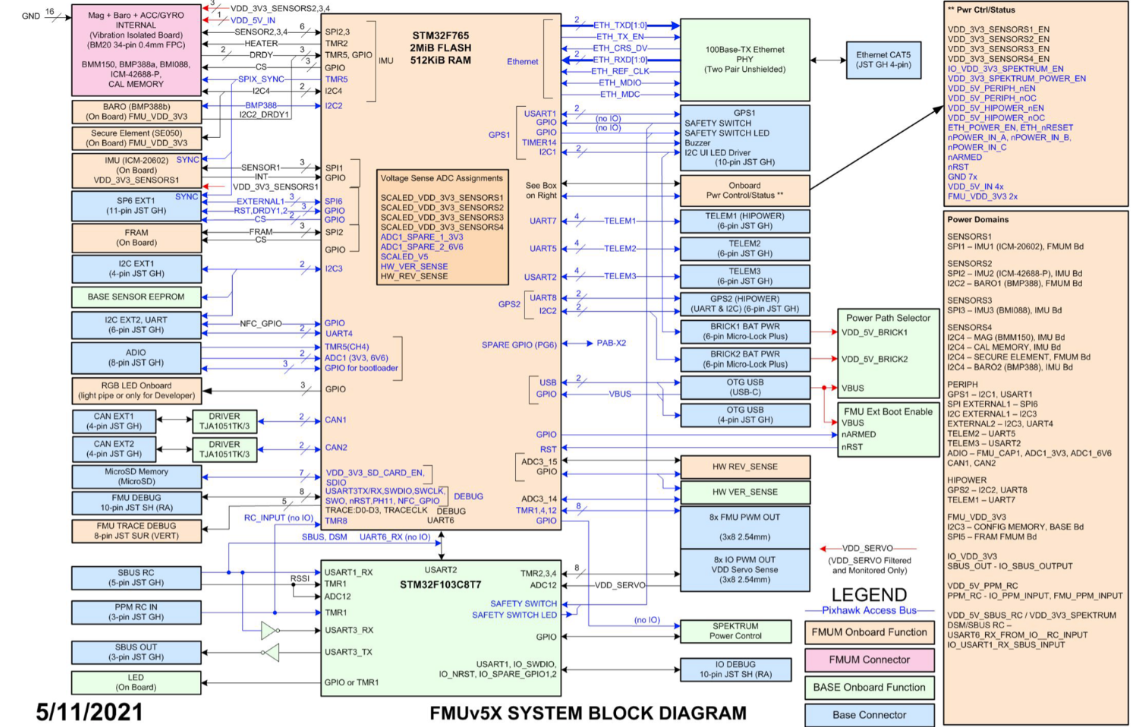 GND 16
Mag + Baro + ACC/GYRO
INTERNAL
(Vibration Isolated Board)
(BM20 34-pin 0.4mm FPC)
BMM150, BMP388a, BMI088,
ICM-42688-P,
CAL MEMORY
3 VDD_3V3_SENSORS2,3,4
1 VDD_5V_IN
SENSOR2,3,4 6 SPI2,3
HEATER TMR2
2 DRDY TMR5, GPIO
CS GPIO
SPIX_SYNC TMR5
I2C4 2 I2C4
IMU
BARO (BMP388b)
(On Board) FMU_VDD_3V3
BMP388 2 I2C2
I2C2_DRDY1
Secure Element (SE050)
(On Board) FMU_VDD_3V3
IMU (ICM-20602)
(On Board)
VDD_3V3_SENSORS1
SYNC
SENSOR1 3 SPI1
INT GPIO
VDD_3V3_SENSORS1
SP6 EXT1
(11-pin JST GH)
SYNC
EXTERNAL1 3 SPI6
RST,DRDY1,2 2 GPIO
CS GPIO
FRAM
(On Board)
FRAM 3 SPI2
CS
GPIO
I2C EXT1
(4-pin JST GH)
2 I2C3
BASE SENSOR EEPROM
I2C EXT2, UART
(6-pin JST GH)
NFC_GPIO GPIO
2 UART4
ADIO
(8-pin JST GH)
TMR5(CH4)
2 ADC1 (3V3, 6V6)
3 GPIO for bootloader
RGB LED Onboard
(light pipe or only for Developer)
3 GPIO
CAN EXT1
(4-pin JST GH)
DRIVER
TJA1051TK/3
2 CAN1
CAN EXT2
(4-pin JST GH)
DRIVER
TJA1051TK/3
2 CAN2
MicroSD Memory
(MicroSD)
7 VDD_3V3_SD_CARD_EN,
SDIO
FMU DEBUG
10-pin JST SH (RA)
8 USART3TX/RX,SWDIO,SWCLK,
SWO, nRST,PH11, NFC_GPIO
DEBUG
FMU TRACE DEBUG
8-pin JST SUR (VERT)
5 TRACE:D0-D3, TRACECLK DEBUG
UART6
RC_INPUT (no IO) TMR8
SBUS, DSM UART6_RX (no IO)
STM32F765
2MiB FLASH
512KiB RAM
Voltage Sense ADC Assignments
SCALED_VDD_3V3_SENSORS1
SCALED_VDD_3V3_SENSORS2
SCALED_VDD_3V3_SENSORS3
SCALED_VDD_3V3_SENSORS4
ADC1_SPARE_1_3V3
ADC1_SPARE_2_6V6
SCALED_V5
HW_VER_SENSE
HW_REV_SENSE
Ethernet
2 ETH_TXD[1:0]
ETH_TX_EN
ETH_CRS_DV
2 ETH_RXD[1:0]
ETH_REF_CLK
ETH_MDIO
ETH_MDC
100Base-TX Ethernet
PHY
(Two Pair Unshielded)
Ethernet CAT5
(JST GH 4-pin)
GPS1
USART1 2
GPIO (no IO)
GPIO (no IO)
TIMER14
I2C1 2
GPS1
SAFETY SWITCH
SAFETY SWITCH LED
Buzzer
I2C UI LED Driver
(10-pin JST GH)
See Box
on Right
Onboard
Pwr Control/Status **
UART7 4 TELEM1
TELEM1 (HIPOWER)
(6-pin JST GH)
UART5 4 TELEM2
TELEM2
(6-pin JST GH)
USART2 4 TELEM3
TELEM3
(6-pin JST GH)
GPS2
UART8 2
I2C2 2
GPS2 (HIPOWER)
(UART & I2C) (6-pin GH)
SPARE GPIO (PG6) PAB-X2
BRICK1 BAT PWR
(6-pin Micro-Lock Plus)
BRICK2 BAT PWR
(6-pin Micro-Lock Plus)
USB 2
GPIO VBUS
OTG USB
(USB-C)
OTG USB
(4-pin JST GH)
Power Path Selector
VDD_5V_BRICK1
VDD_5V_BRICK2
VBUS
FMU Ext Boot Enable
VBUS
nARMED
nRST
GPIO
RST
ADC3_15
GPIO
HW REV_SENSE
HW VER_SENSE
ADC3_14
TMR1,4,12 8
GPIO
8x FMU PWM OUT
(3x8 2.54mm)
8x IO PWM OUT
VDD Servo Sense
(3x8 2.54mm)
VDD_SERVO
(VDD_SERVO Filtered
and Monitored Only)
SBUS RC
(5-pin JST GH)
PPM RC IN
(3-pin JST GH)
SBUS OUT
(3-pin JST GH)
LED
(On Board)
RSSI
USART2
STM32F103C8T7
USART1_RX
TMR1
ADC12
TMR1
USART3_RX
USART3_TX
GPIO or TMR1
TMR2,3,4 8
ADC12 VDD_SERVO
SAFETY SWITCH
SAFETY SWITCH LED
GPIO
(no IO)
USART1, IO_SWDIO,
IO_NRST, IO_SPARE_GPIO1,2
SPEKTRUM
Power Control
IO DEBUG
10-pin JST SH (RA)
LEGEND
Pixhawk Access Bus
FMUM Onboard Function
FMUM Connector
BASE Onboard Function
Base Connector
** Pwr Ctrl/Status
VDD_3V3_SENSORS1_EN
VDD_3V3_SENSORS2_EN
VDD_3V3_SENSORS3_EN
VDD_3V3_SENSORS4_EN
IO_VDD_3V3_SPEKTRUM_EN
VDD_3V3_SPEKTRUM_POWER_EN
VDD_5V_PERIPH_nEN
VDD_5V_PERIPH_nOC
VDD_5V_HIPOWER_nEN
VDD_5V_HIPOWER_nOC
ETH_POWER_EN, ETH_nRESET
nPOWER_IN_A, nPOWER_IN_B,
nPOWER_IN_C
nARMED
nRST
GND 7x
VDD_5V_IN 4x
FMU_VDD_3V3 2x
Power Domains
SENSORS1
SPI1 – IMU1 (ICM-20602), FMUM Bd
SENSORS2
SPI2 – IMU2 (ICM-42688-P), IMU Bd
I2C2 – BARO1 (BMP388), FMUM Bd
SENSORS3
SPI3 – IMU3 (BMI088), IMU Bd
SENSORS4
I2C4 – MAG (BMM150), IMU Bd
I2C4 – CAL MEMORY, IMU Bd
I2C4 – SECURE ELEMENT, FMUM Bd
I2C4 – BARO2 (BMP388), IMU Bd
PERIPH
GPS1 – I2C1, USART1
SPI EXTERNAL1 – SPI6
I2C EXTERNAL1 – I2C3
EXTERNAL2 – I2C3, UART4
TELEM2 – UART5
TELEM3 – USART2
ADIO – FMU_CAP1, ADC1_3V3, ADC1_6V6
CAN1, CAN2
HIPOWER
GPS2 – I2C2, UART8
TELEM1 – UART7
FMU_VDD_3V3
I2C3 – CONFIG MEMORY, BASE Bd
SPI5 – FRAM FMUM Bd
IO_VDD_3V3
SBUS_OUT - IO_SBUS_OUTPUT
VDD_5V_PPM_RC
PPM_RC - IO_PPM_INPUT, FMU_PPM_INPUT
VDD_5V_SBUS_RC / VDD_3V3_SPEKTRUM
DSM/SBUS RC –
USART6_RX_FROM_IO__RC_INPUT
IO_USART1_RX_SBUS_INPUT
5/11/2021
FMUv5X SYSTEM BLOCK DIAGRAM